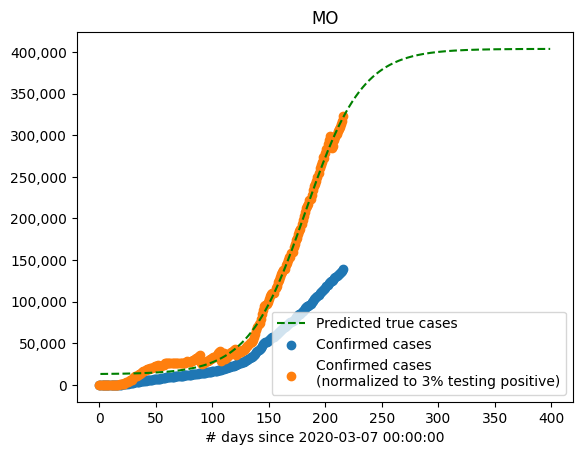 MO
400,000
350,000
300,000
250,000
200,000
150,000
100,000
50,000
0
Predicted true cases
Confirmed cases
Confirmed cases
(normalized to 3% testing positive)
0 50 100 150 200 250 300 350 400
# days since 2020-03-07 00:00:00